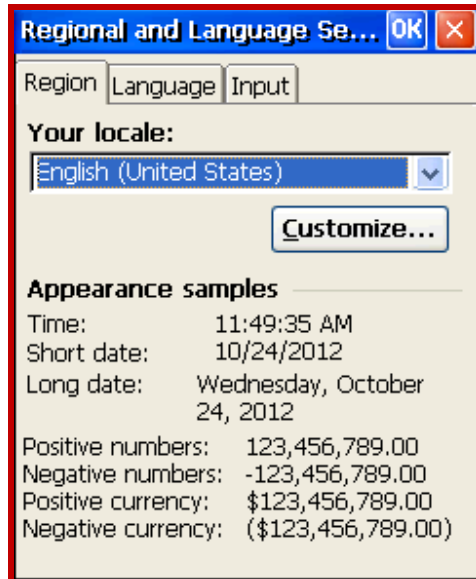 Regional and Language Se... OK
Region Language Input
Your locale:
English (United States)
Customize...
Appearance samples
Time: 11:49:35 AM
Short date: 10/24/2012
Long date: Wednesday, October
24, 2012
Positive numbers: 123,456,789.00
Negative numbers: -123,456,789.00
Positive currency: $123,456,789.00
Negative currency: ($123,456,789.00)